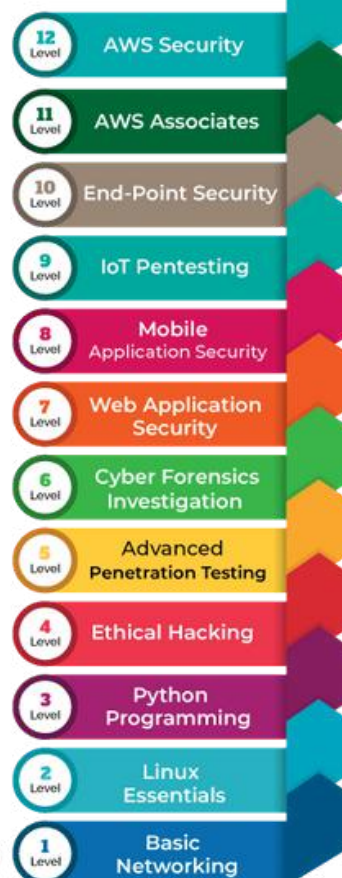 12
Level
AWS Security
11
Level
AWS Associates
10
Level
End-Point Security
9
Level
IoT Pentesting
8
Level
Mobile
Application Security
7
Level
Web Application
Security
6
Level
Cyber Forensics
Investigation
5
Level
Advanced
Penetration Testing
4
Level
Ethical Hacking
3
Level
Python
Programming
2
Level
Linux
Essentials
1
Level
Basic
Networking